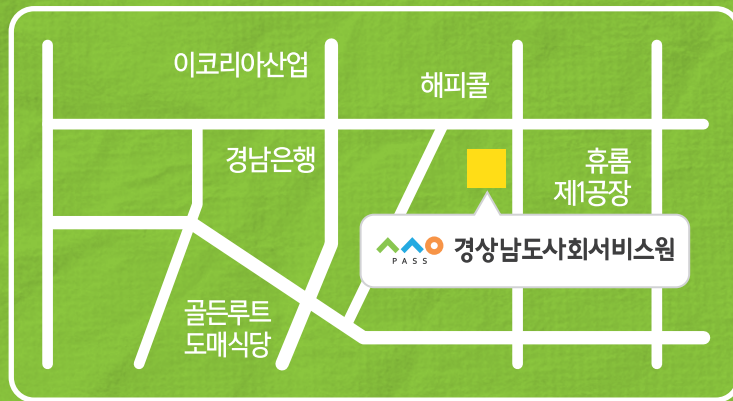 이코리아산업
해피콜
경남은행
휴롬
제1공장
PASS
경상남도사회서비스원
골든루트
도매식당